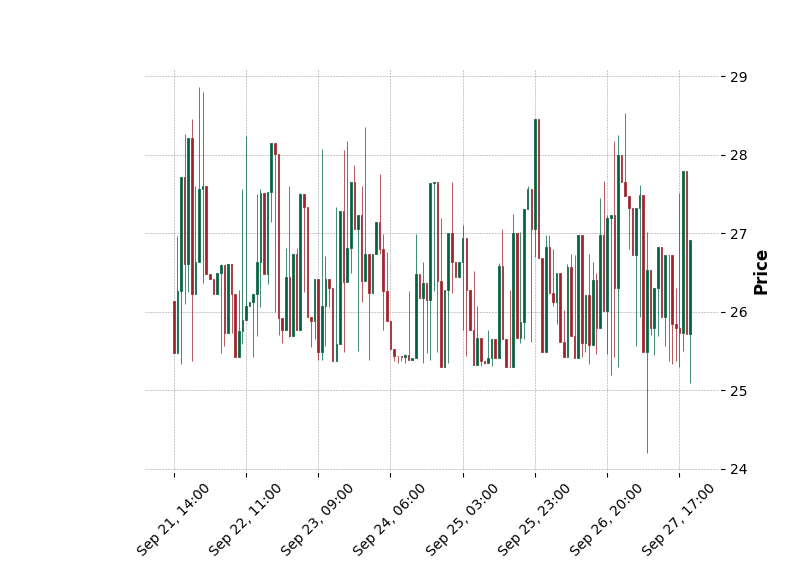 29
28
27
26
25
24
Price
Sep 21, 14:00
Sep 22, 11:00
Sep 23, 09:00
Sep 24, 06:00
Sep 25, 03:00
Sep 25, 23:00
Sep 26, 20:00
Sep 27, 17:00